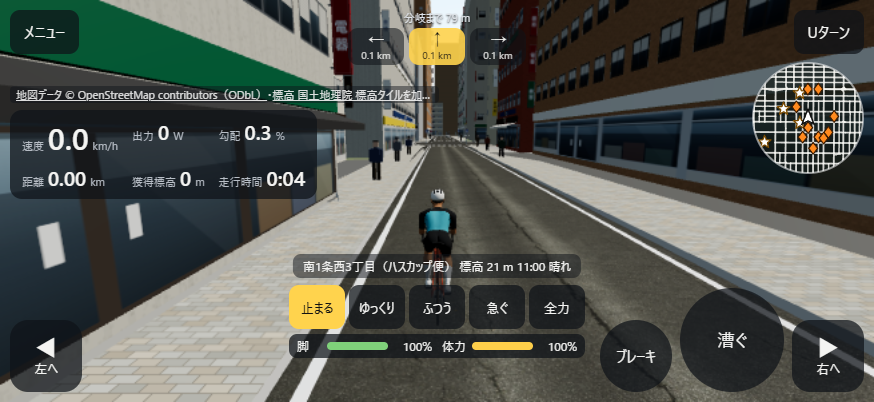 メニュー
分岐まで 79 m
← 0.1 km
↑ 0.1 km
→ 0.1 km
Uターン
電器
地図データ © OpenStreetMap contributors（ODbL）・標高 国土地理院 標高タイルを加…
速度 0.0 km/h 出力 0 W 勾配 0.3 %
距離 0.00 km 獲得標高 0 m 走行時間 0:04
南1条西3丁目（ハスカップ便） 標高 21 m 11:00 晴れ
止まる ゆっくり ふつう 急ぐ 全力
脚 100% 体力 100%
◀ 左へ
ブレーキ
漕ぐ
▶ 右へ